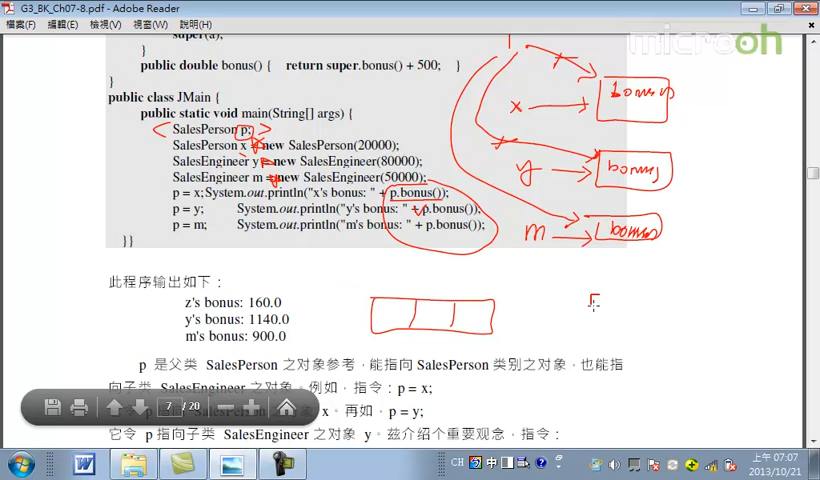 G3_BK_Ch07-8.pdf - Adobe Reader
檔案(F) 編輯(E) 檢視(V) 視窗(W) 說明(H)
microoh
super(a);
}
public double bonus() { return super.bonus() + 500; }
}
public class JMain {
public static void main(String[] args) {
SalesPerson p;
SalesPerson x = new SalesPerson(20000);
SalesEngineer y = new SalesEngineer(80000);
SalesEngineer m = new SalesEngineer(50000);
p = x;System.out.println("x's bonus: " + p.bonus());
p = y; System.out.println("y's bonus: " + p.bonus());
p = m; System.out.println("m's bonus: " + p.bonus());
}}
x
bonus
y
bonus
m
bonus
此程序输出如下：
z's bonus: 160.0
y's bonus: 1140.0
m's bonus: 900.0
p 是父类 SalesPerson 之对象参考，能指向 SalesPerson 类别之对象，也能指
向子类 SalesEngineer 之对象。例如，指令：p = x;
x。再如，p = y;
它令 p 指向子类 SalesEngineer 之对象 y。兹介绍个重要观念，指令：
7 / 20
CH 中
上午 07:07
2013/10/21